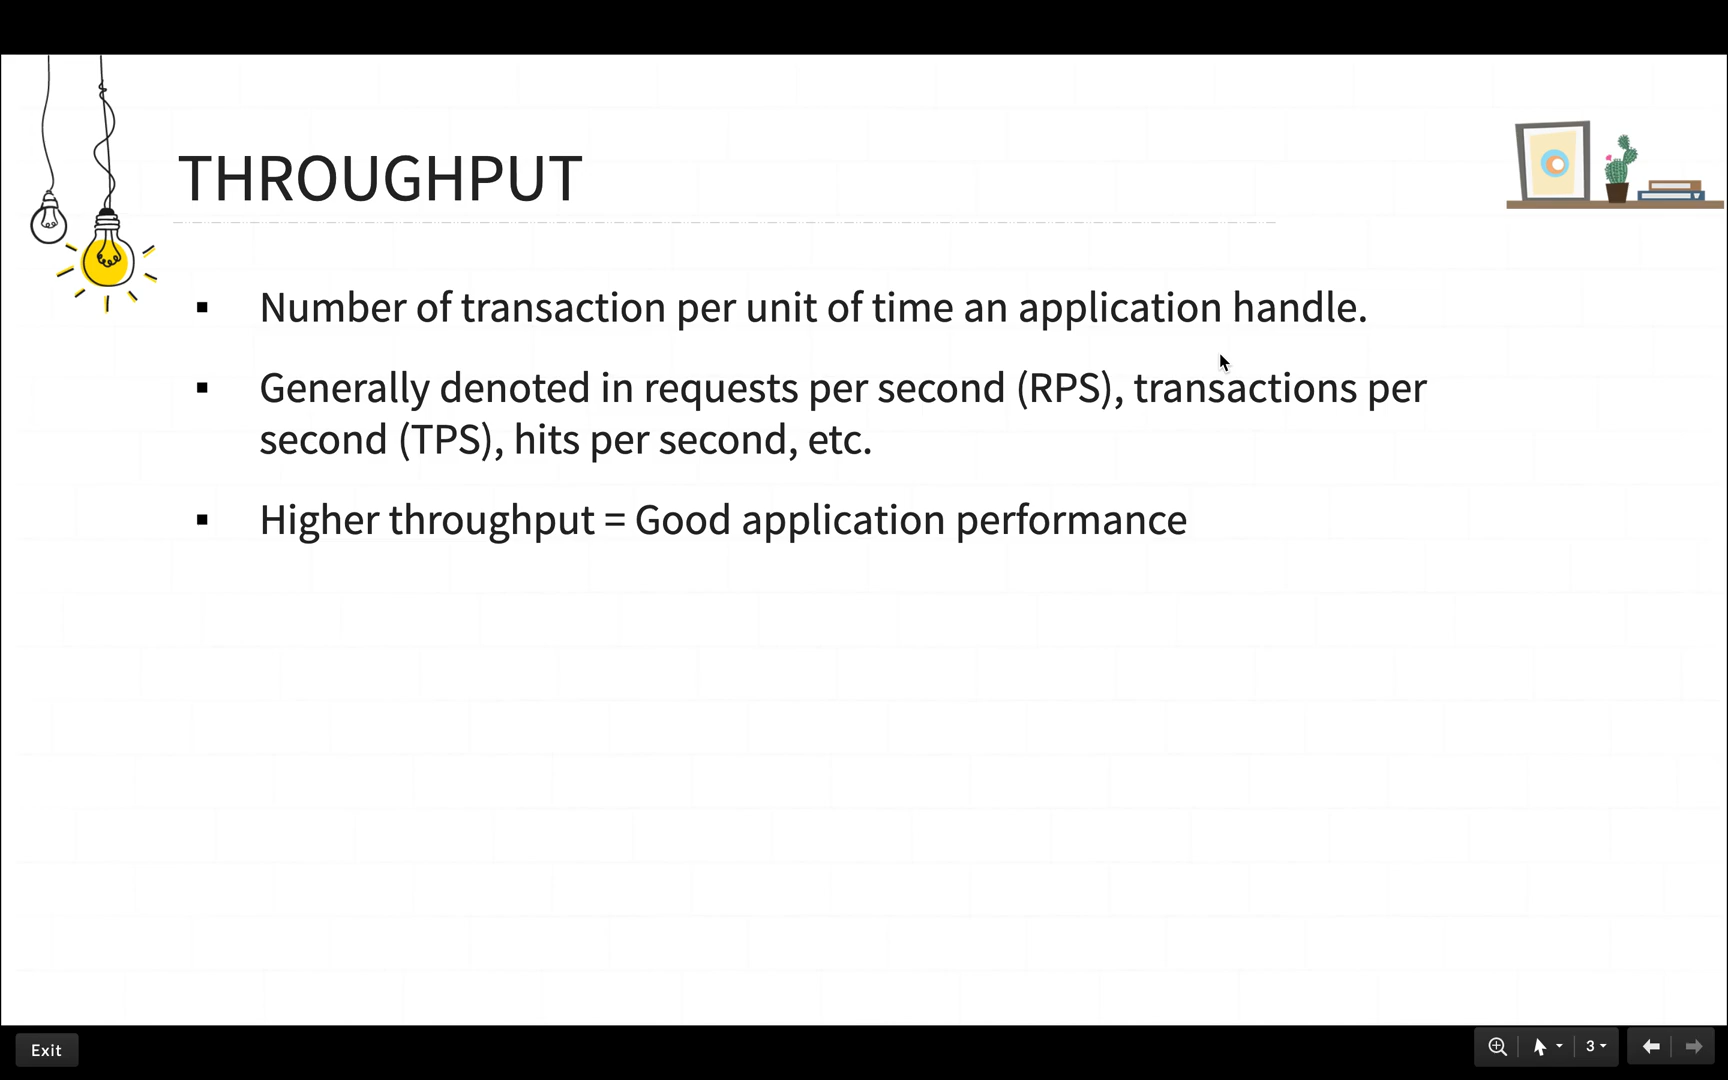 THROUGHPUT
▪ Number of transaction per unit of time an application handle.
▪ Generally denoted in requests per second (RPS), transactions per
second (TPS), hits per second, etc.
▪ Higher throughput = Good application performance
Exit
3